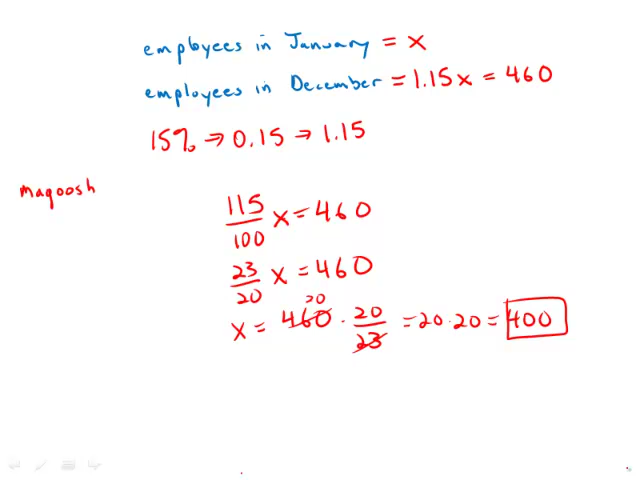 employees in January = x
employees in December = 1.15x = 460
15% → 0.15 → 1.15
magoosh
115/100 x = 460
23/20 x = 460
x = 460 20 · 20/23 = 20 · 20 = 400